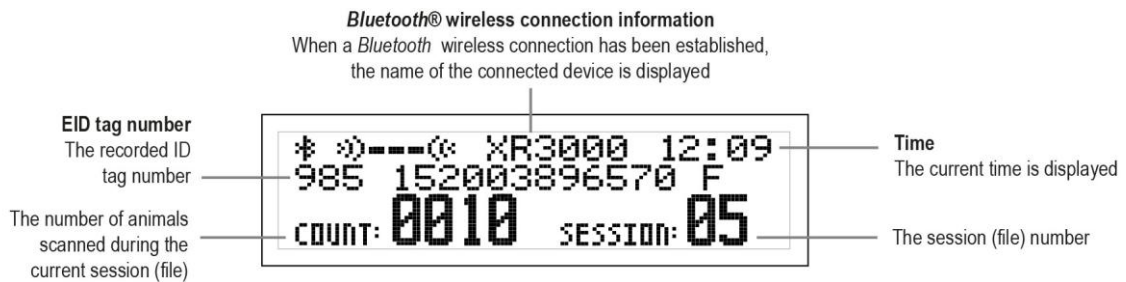 Bluetooth® wireless connection information
When a Bluetooth wireless connection has been established,
the name of the connected device is displayed
EID tag number
The recorded ID
tag number
XR3000 12:09
985 152003896570 F
COUNT: 0010 SESSION: 05
Time
The current time is displayed
The number of animals
scanned during the
current session (file)
The session (file) number